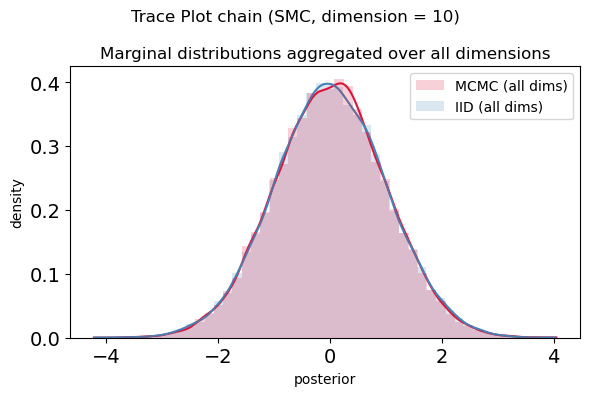 Trace Plot chain (SMC, dimension = 10)
Marginal distributions aggregated over all dimensions
MCMC (all dims)
IID (all dims)
density
0.4
0.3
0.2
0.1
0.0
−4
−2
0
2
4
posterior